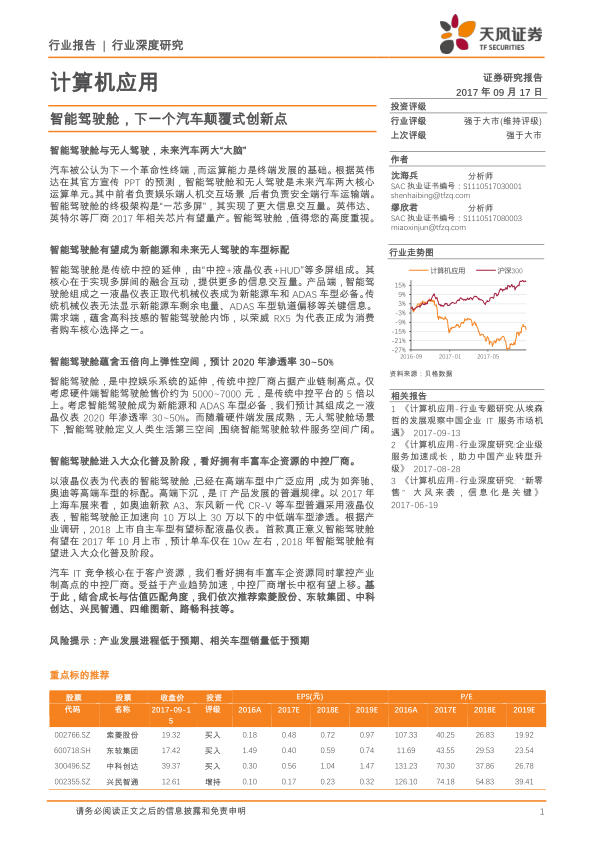 行业报告 | 行业深度研究
天风证券
TF SECURITIES
计算机应用
证券研究报告
2017 年 09 月 17 日
智能驾驶舱，下一个汽车颠覆式创新点
智能驾驶舱与无人驾驶，未来汽车两大“大脑”
汽车被公认为下一个革命性终端，而运算能力是终端发展的基础。根据英伟
达在其官方宣传 PPT 的预测，智能驾驶舱和无人驾驶是未来汽车两大核心
运算单元。其中前者负责娱乐端人机交互场景，后者负责安全端行车运输端。
智能驾驶舱的终极架构是“一芯多屏”，其实现了更大信息交互量。英伟达、
英特尔等厂商 2017 年相关芯片有望量产。智能驾驶舱，值得您的高度重视。
智能驾驶舱有望成为新能源和未来无人驾驶的车型标配
智能驾驶舱是传统中控的延伸，由“中控+液晶仪表+HUD”等多屏组成。其
核心在于实现多屏间的融合互动，提供更多的信息交互量。产品端，智能驾
驶舱组成之一液晶仪表正取代机械仪表成为新能源车和 ADAS 车型必备。传
统机械仪表无法显示新能源车剩余电量、ADAS 车型轨道偏移等关键信息。
需求端，蕴含高科技感的智能驾驶舱内饰，以荣威 RX5 为代表正成为消费
者购车核心选择之一。
智能驾驶舱蕴含五倍向上弹性空间，预计 2020 年渗透率 30~50%
智能驾驶舱，是中控娱乐系统的延伸，传统中控厂商占据产业链制高点。仅
考虑硬件端智能驾驶舱售价约为 5000~7000 元，是传统中控平台的 5 倍以
上。考虑智能驾驶舱成为新能源和 ADAS 车型必备，我们预计其组成之一液
晶仪表 2020 年渗透率 30~50%。而随着硬件端发展成熟，无人驾驶场景
下，智能驾驶舱定义人类生活第三空间，围绕智能驾驶舱软件服务空间广阔。
智能驾驶舱进入大众化普及阶段，看好拥有丰富车企资源的中控厂商。
以液晶仪表为代表的智能驾驶舱，已经在高端车型中广泛应用，成为如奔驰、
奥迪等高端车型的标配。高端下沉，是 IT 产品发展的普遍规律。以 2017 年
上海车展来看，如奥迪新款 A3、东风新一代 CR-V 等车型普遍采用液晶仪
表，智能驾驶舱正加速向 10 万以上 30 万以下的中低端车型渗透。根据产
业调研，2018 上市自主车型有望标配液晶仪表。首款真正意义智能驾驶舱
有望在 2017 年 10 月上市，预计单车仅在 10w 左右，2018 年智能驾驶舱有
望进入大众化普及阶段。
汽车 IT 竞争核心在于客户资源，我们看好拥有丰富车企资源同时掌控产业
制高点的中控厂商。受益于产业趋势加速，中控厂商增长中枢有望上移。基
于此，结合成长与估值匹配角度，我们依次推荐索菱股份、东软集团、中科
创达、兴民智通、四维图新、路畅科技等。
风险提示：产业发展进程低于预期、相关车型销量低于预期
投资评级
行业评级 强于大市(维持评级)
上次评级 强于大市
作者
沈海兵 分析师
SAC 执业证书编号：S1110517030001
shenhaibing@tfzq.com
缪欣君 分析师
SAC 执业证书编号：S1110517080003
miaoxinjun@tfzq.com
行业走势图
计算机应用 沪深300
15%
9%
3%
-3%
-9%
-15%
-21%
-27%
2016-09 2017-01 2017-05
资料来源：贝格数据
相关报告
1 《计算机应用-行业专题研究:从埃森
哲的发展观察中国企业 IT 服务市场机
遇》 2017-09-13
2 《计算机应用-行业深度研究:企业级
服务加速成长，助力中国产业转型升
级》 2017-08-28
3 《计算机应用-行业深度研究: “新零
售” 大风来袭，信息化是关键》
2017-06-19
重点标的推荐
股票 股票 收盘价 投资 EPS(元) P/E
代码 名称 2017-09-1 评级 2016A 2017E 2018E 2019E 2016A 2017E 2018E 2019E
5
002766.SZ 索菱股份 19.32 买入 0.18 0.48 0.72 0.97 107.33 40.25 26.83 19.92
600718.SH 东软集团 17.42 买入 1.49 0.40 0.59 0.74 11.69 43.55 29.53 23.54
300496.SZ 中科创达 39.37 买入 0.30 0.56 1.04 1.47 131.23 70.30 37.86 26.78
002355.SZ 兴民智通 12.61 增持 0.10 0.17 0.23 0.32 126.10 74.18 54.83 39.41
请务必阅读正文之后的信息披露和免责申明 1